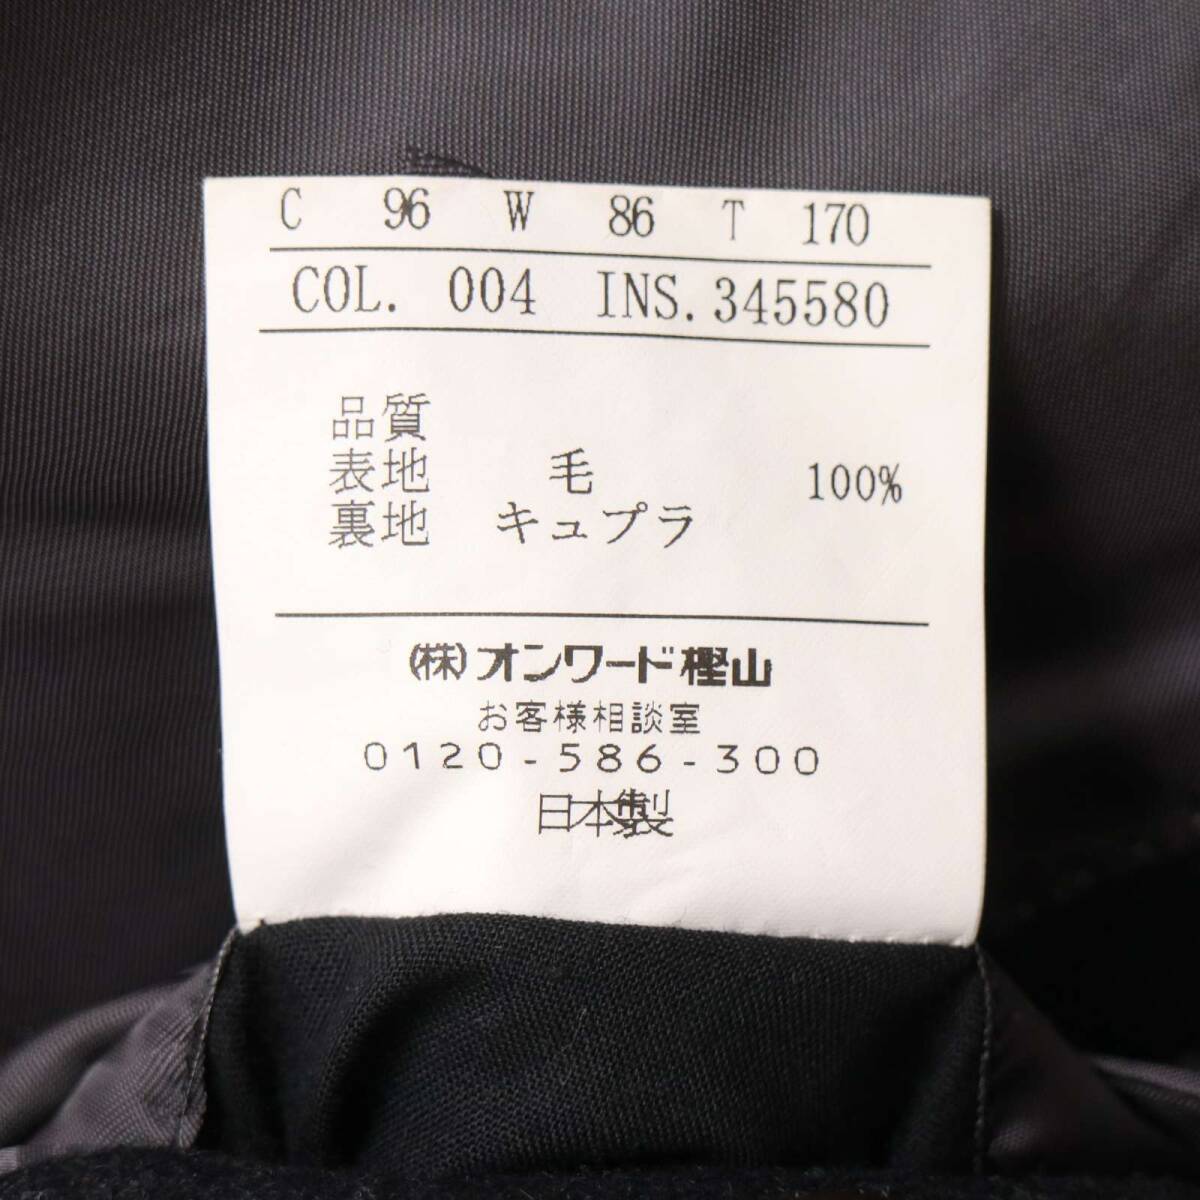 C 96 W 86 T 170
COL. 004 INS. 345580
品質
表地 毛 100%
裏地 キュプラ
(株)オンワード樫山
お客様相談室
0120-586-300
日本製